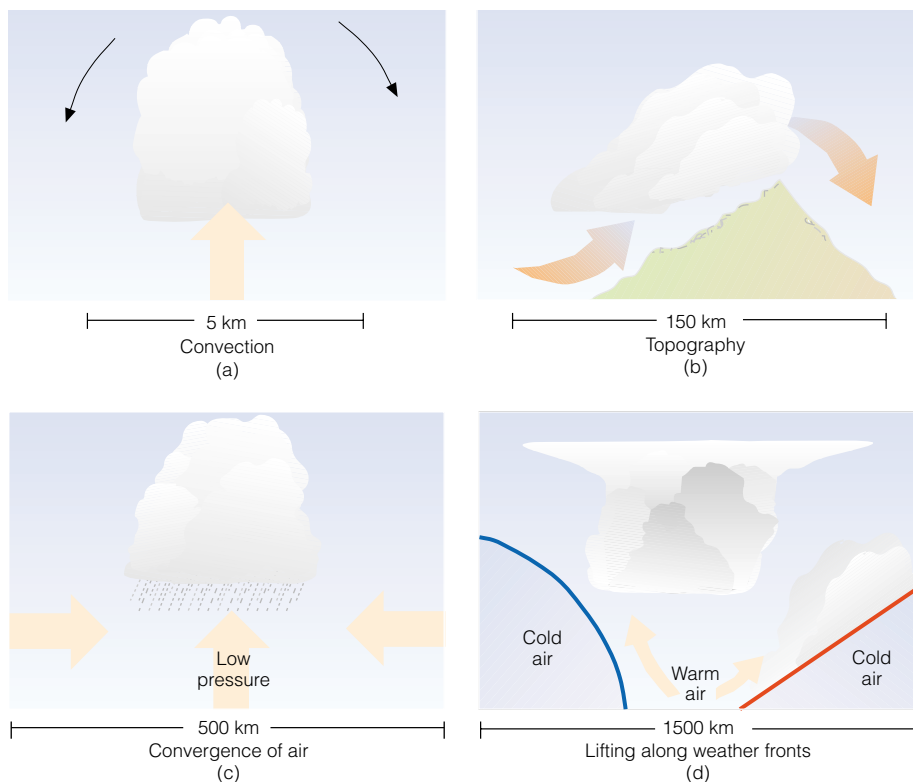 5 km
Convection
(a)
150 km
Topography
(b)
Low
pressure
500 km
Convergence of air
(c)
Cold
air
Warm
air
Cold
air
1500 km
Lifting along weather fronts
(d)